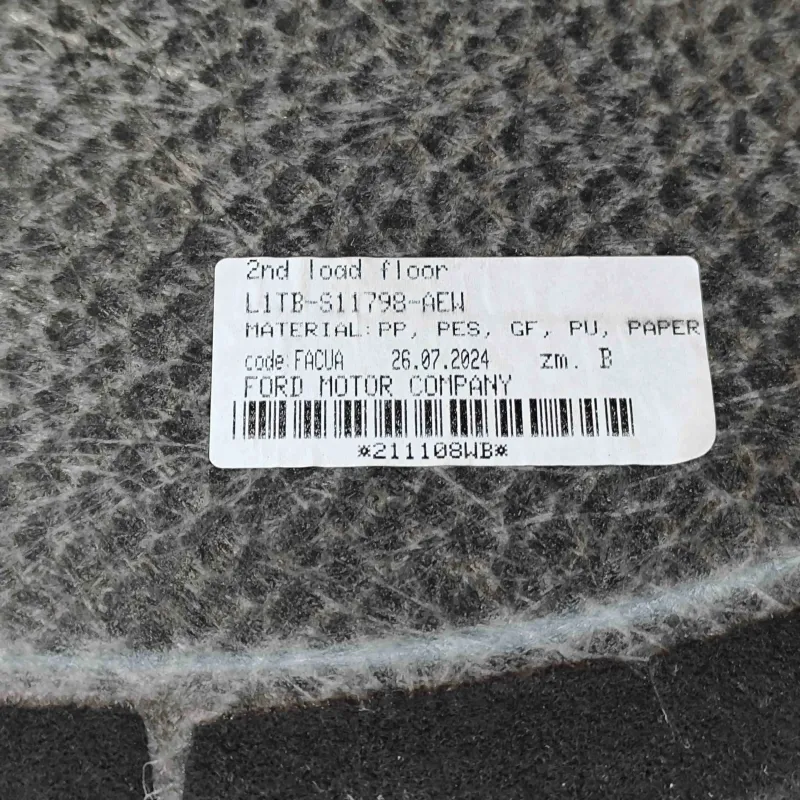 2nd load floor
L1TB-S11798-AEW
MATERIAL:PP, PES, GF, PU, PAPER
code:FACUA 26.07.2024 zm. B
FORD MOTOR COMPANY
*211108WB*